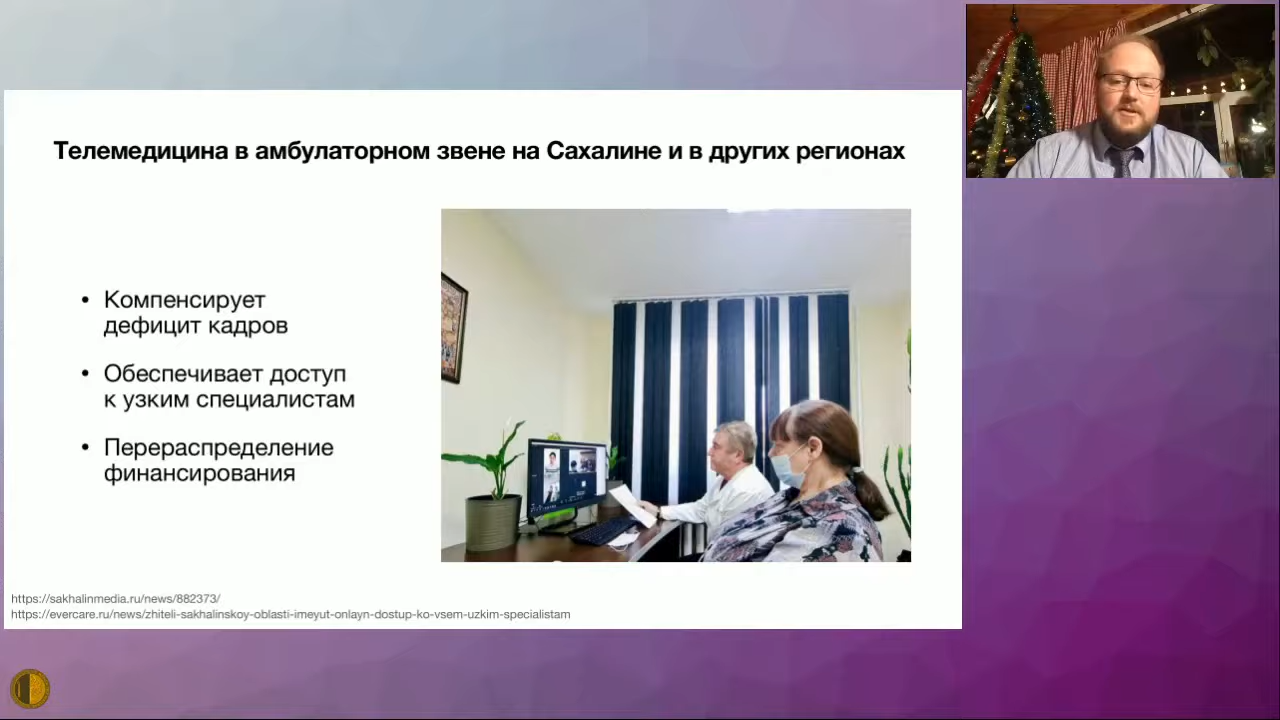 Телемедицина в амбулаторном звене на Сахалине и в других регионах
• Компенсирует
дефицит кадров
• Обеспечивает доступ
к узким специалистам
• Перераспределение
финансирования
https://sakhalinmedia.ru/news/882373/
https://evercare.ru/news/zhiteli-sakhalinskoy-oblasti-imeyut-onlayn-dostup-ko-vsem-uzkim-specialistam